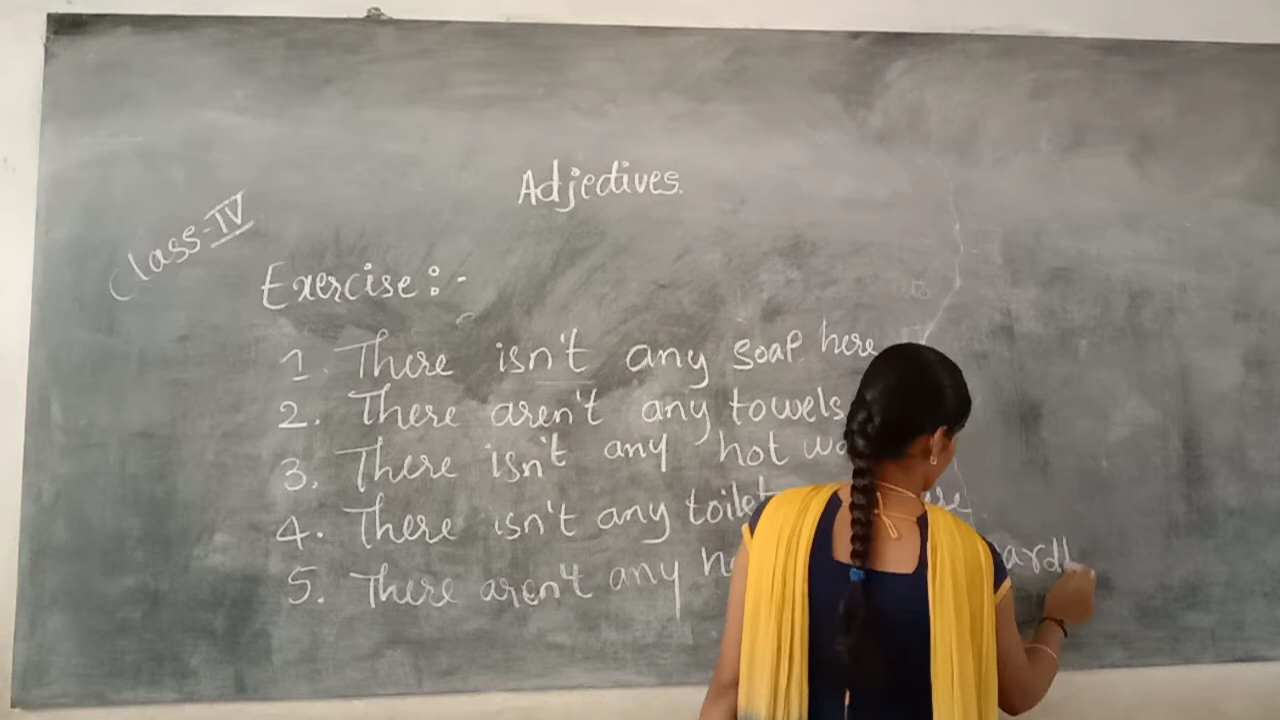 Adjectives.
Class-IV
Exercise:-
1. There isn't any soap here
2. There aren't any towels
3. There isn't any hot
4. There isn't any toilet
5. There aren't any